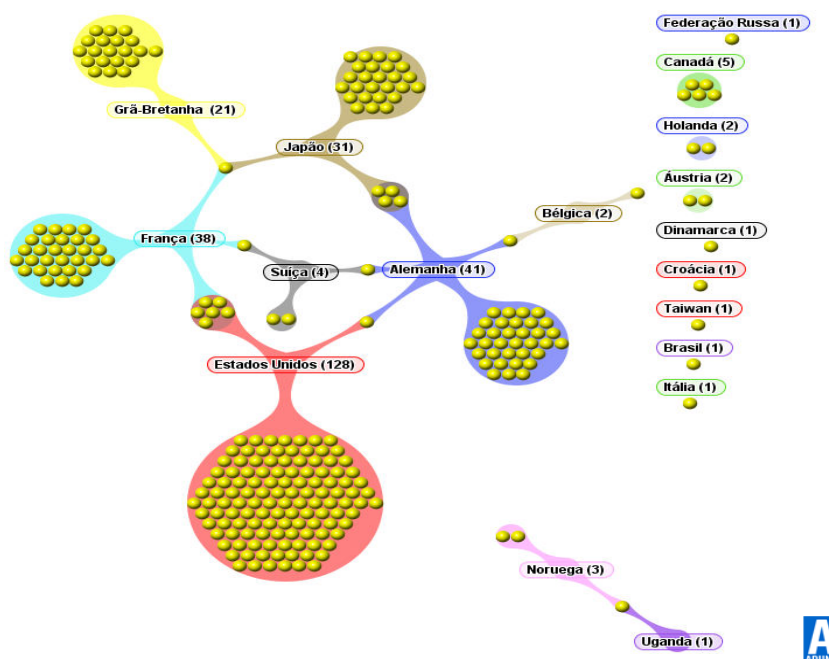 Federação Russa (1)
Canadá (5)
Grã-Bretanha (21)
Holanda (2)
Japão (31)
Áustria (2)
Bélgica (2)
Dinamarca (1)
França (38)
Suíça (4)
Alemanha (41)
Croácia (1)
Taiwan (1)
Brasil (1)
Estados Unidos (128)
Itália (1)
Noruega (3)
Uganda (1)